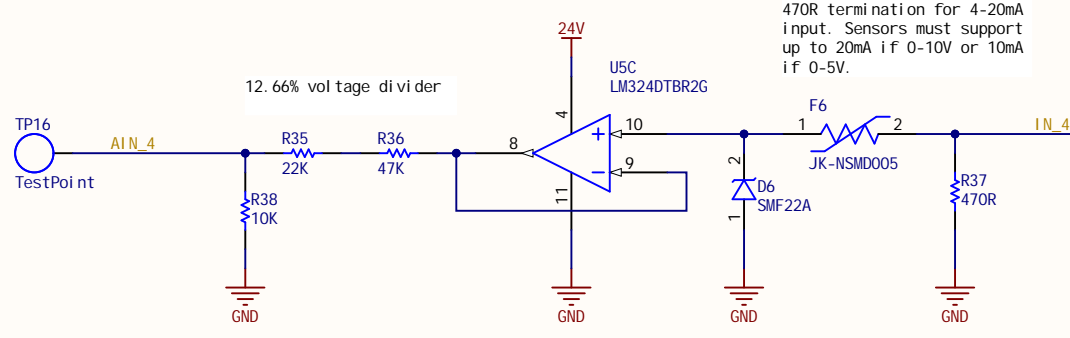 470R termination for 4-20mA
input. Sensors must support
up to 20mA if 0-10V or 10mA
if 0-5V.
24V
U5C
LM324DTBR2G
12.66% voltage divider
F6
TP16
AIN_4
R35
R36
8
4
10
1
2
IN_4
22K
47K
9
JK-NSMD005
TestPoint
R38
10K
11
2
D6
SMF22A
1
R37
470R
GND
GND
GND
GND